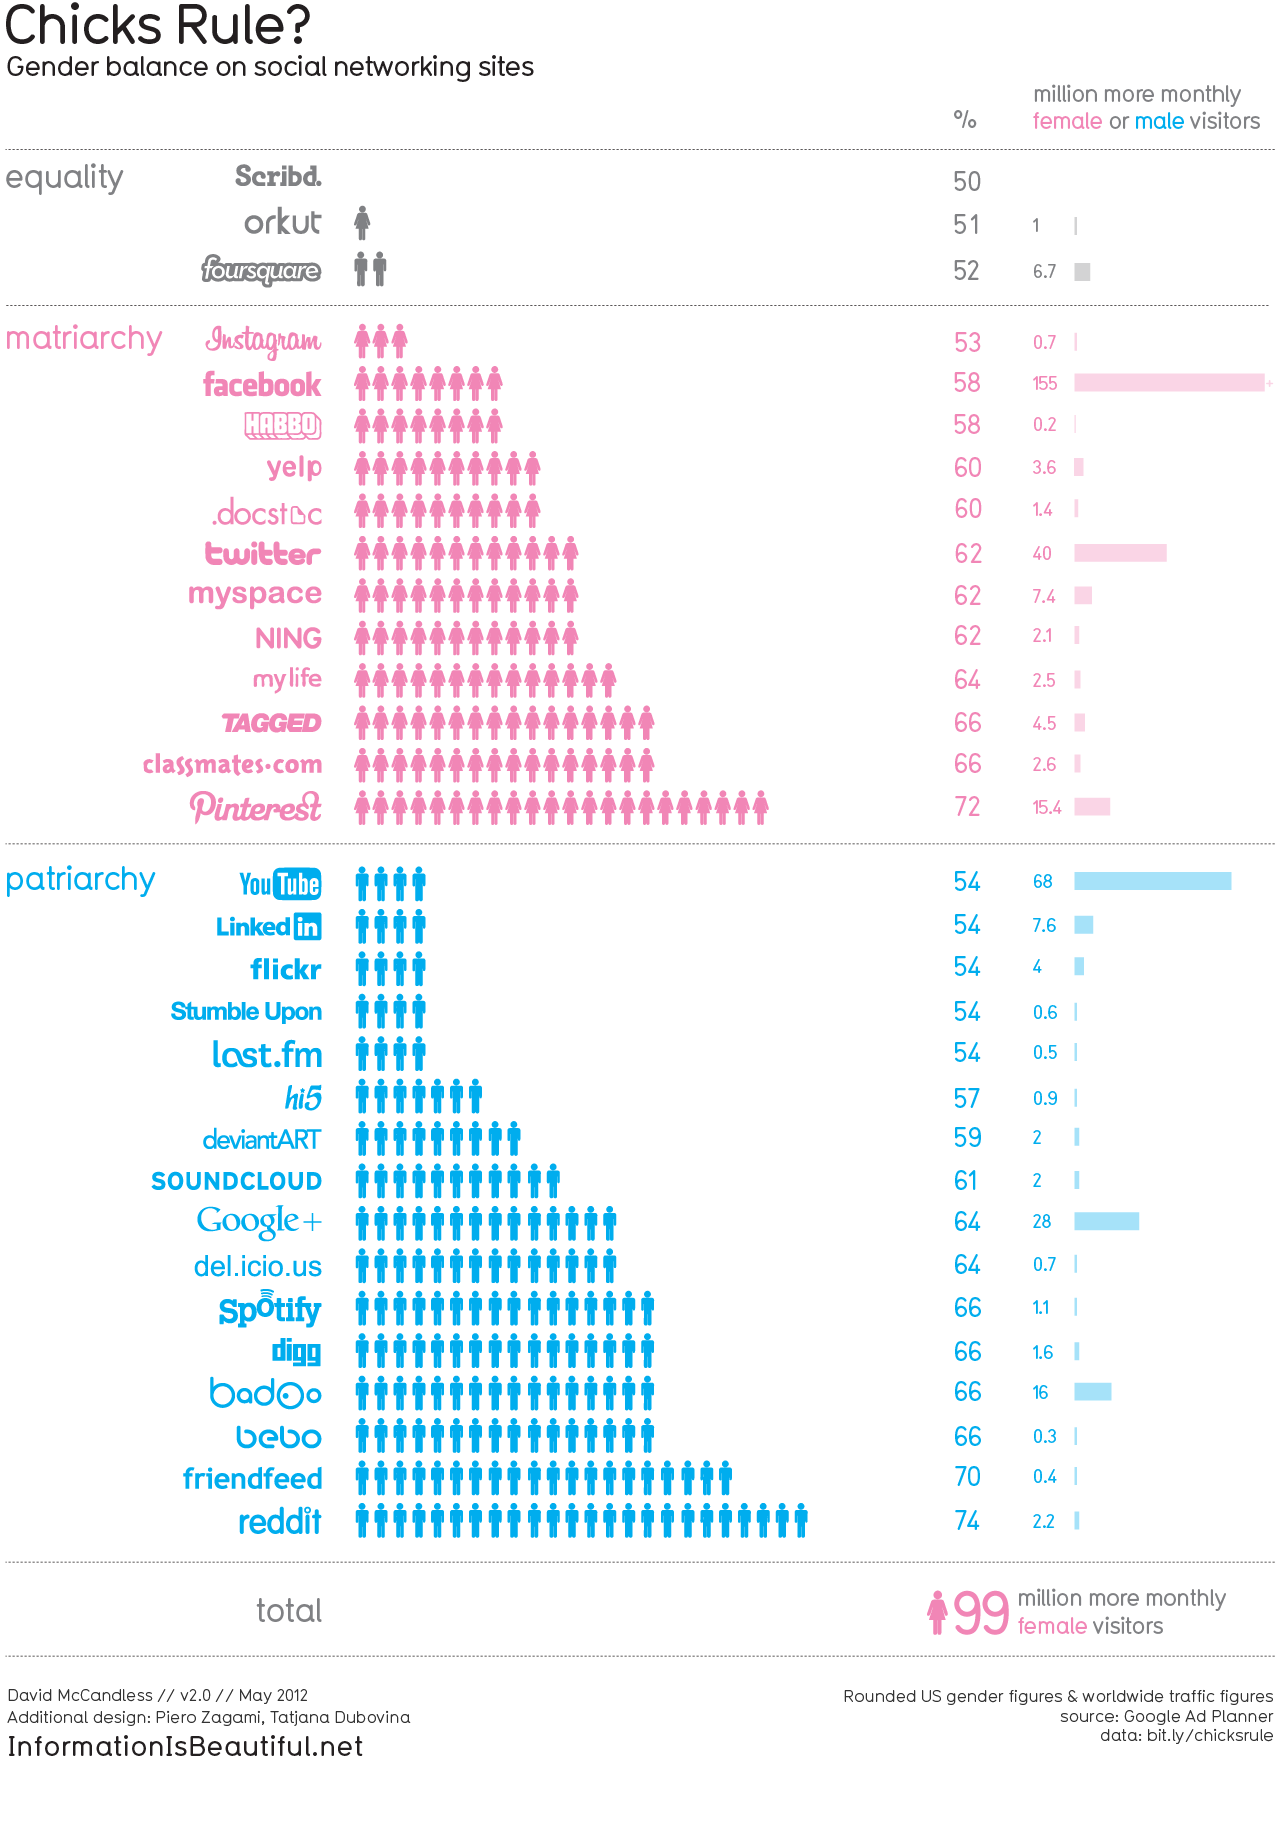 Chicks Rule?
Gender balance on social networking sites
million more monthly
% female or male visitors
equality Scribd. 50
orkut 51 1
foursquare 52 6.7
matriarchy Instagram 53 0.7
facebook 58 155 +
HABBO 58 0.2
yelp 60 3.6
.docstoc 60 1.4
twitter 62 40
myspace 62 7.4
NING 62 2.1
my life 64 2.5
TAGGED 66 4.5
classmates.com 66 2.6
Pinterest 72 15.4
patriarchy YouTube 54 68
Linked in 54 7.6
flickr 54 4
Stumble Upon 54 0.6
last.fm 54 0.5
hi5 57 0.9
deviantART 59 2
SOUNDCLOUD 61 2
Google+ 64 28
del.icio.us 64 0.7
Spotify 66 1.1
digg 66 1.6
badoo 66 16
bebo 66 0.3
friendfeed 70 0.4
reddit 74 2.2
total 99 million more monthly
female visitors
David McCandless // v2.0 // May 2012
Additional design: Piero Zagami, Tatjana Dubovina
InformationIsBeautiful.net
Rounded US gender figures & worldwide traffic figures
source: Google Ad Planner
data: bit.ly/chicksrule